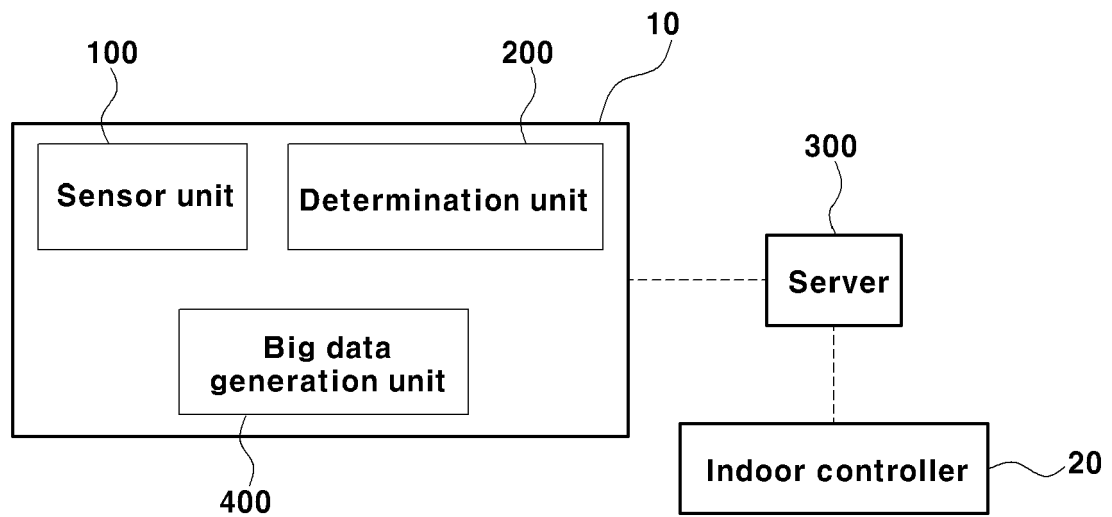 10
100
200
Sensor unit
Determination unit
300
Server
Big data
generation unit
400
Indoor controller
20